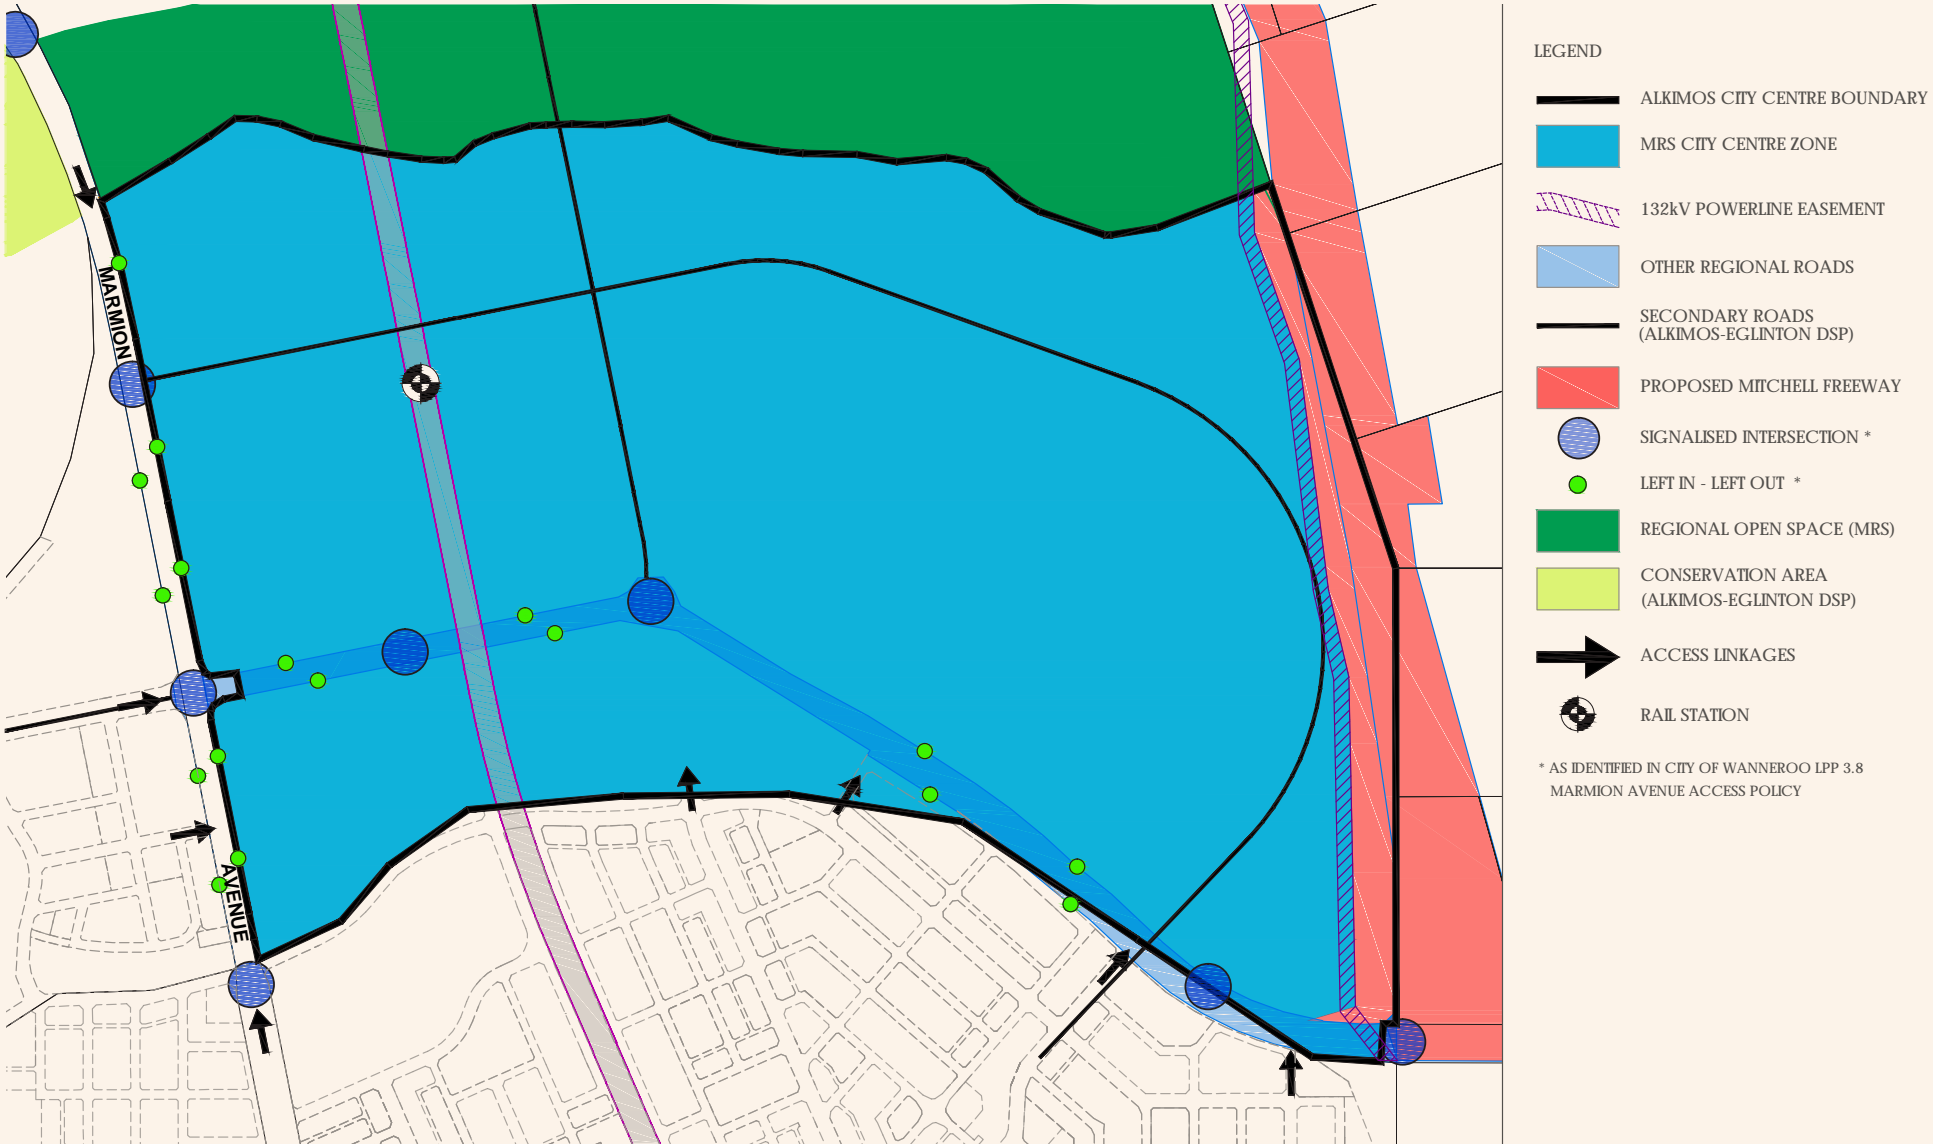 MARMION
AVENUE
LEGEND
ALKIMOS CITY CENTRE BOUNDARY
MRS CITY CENTRE ZONE
132kV POWERLINE EASEMENT
OTHER REGIONAL ROADS
SECONDARY ROADS
(ALKIMOS-EGLINTON DSP)
PROPOSED MITCHELL FREEWAY
SIGNALISED INTERSECTION *
LEFT IN - LEFT OUT *
REGIONAL OPEN SPACE (MRS)
CONSERVATION AREA
(ALKIMOS-EGLINTON DSP)
ACCESS LINKAGES
RAIL STATION
* AS IDENTIFIED IN CITY OF WANNEROO LPP 3.8
MARMION AVENUE ACCESS POLICY